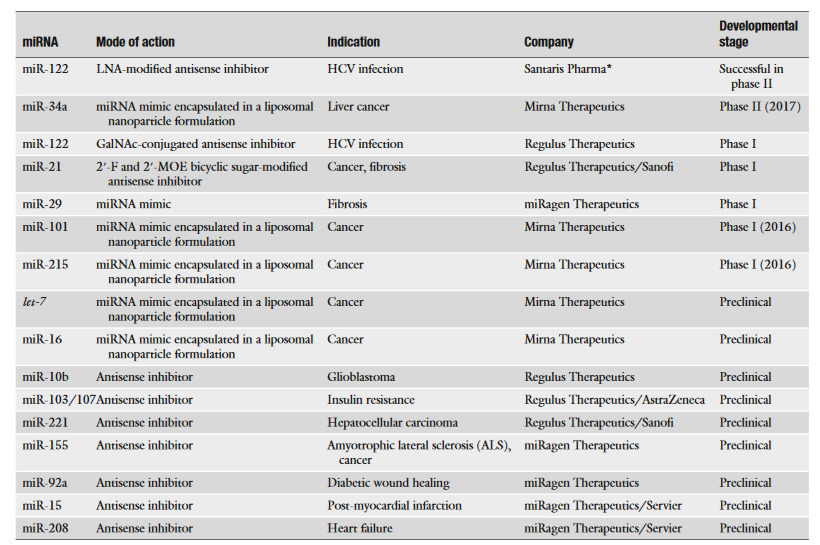 miRNA Mode of action Indication Company Developmental
stage
miR-122 LNA-modified antisense inhibitor HCV infection Santaris Pharma* Successful in
phase II
miR-34a miRNA mimic encapsulated in a liposomal Liver cancer Mirna Therapeutics Phase II (2017)
nanoparticle formulation
miR-122 GalNAc-conjugated antisense inhibitor HCV infection Regulus Therapeutics Phase I
miR-21 2′-F and 2′-MOE bicyclic sugar-modified Cancer, fibrosis Regulus Therapeutics/Sanofi Phase I
antisense inhibitor
miR-29 miRNA mimic Fibrosis miRagen Therapeutics Phase I
miR-101 miRNA mimic encapsulated in a liposomal Cancer Mirna Therapeutics Phase I (2016)
nanoparticle formulation
miR-215 miRNA mimic encapsulated in a liposomal Cancer Mirna Therapeutics Phase I (2016)
nanoparticle formulation
let-7 miRNA mimic encapsulated in a liposomal Cancer Mirna Therapeutics Preclinical
nanoparticle formulation
miR-16 miRNA mimic encapsulated in a liposomal Cancer Mirna Therapeutics Preclinical
nanoparticle formulation
miR-10b Antisense inhibitor Glioblastoma Regulus Therapeutics Preclinical
miR-103/107 Antisense inhibitor Insulin resistance Regulus Therapeutics/AstraZeneca Preclinical
miR-221 Antisense inhibitor Hepatocellular carcinoma Regulus Therapeutics/Sanofi Preclinical
miR-155 Antisense inhibitor Amyotrophic lateral sclerosis (ALS), miRagen Therapeutics Preclinical
cancer
miR-92a Antisense inhibitor Diabetic wound healing miRagen Therapeutics Preclinical
miR-15 Antisense inhibitor Post-myocardial infarction miRagen Therapeutics/Servier Preclinical
miR-208 Antisense inhibitor Heart failure miRagen Therapeutics/Servier Preclinical